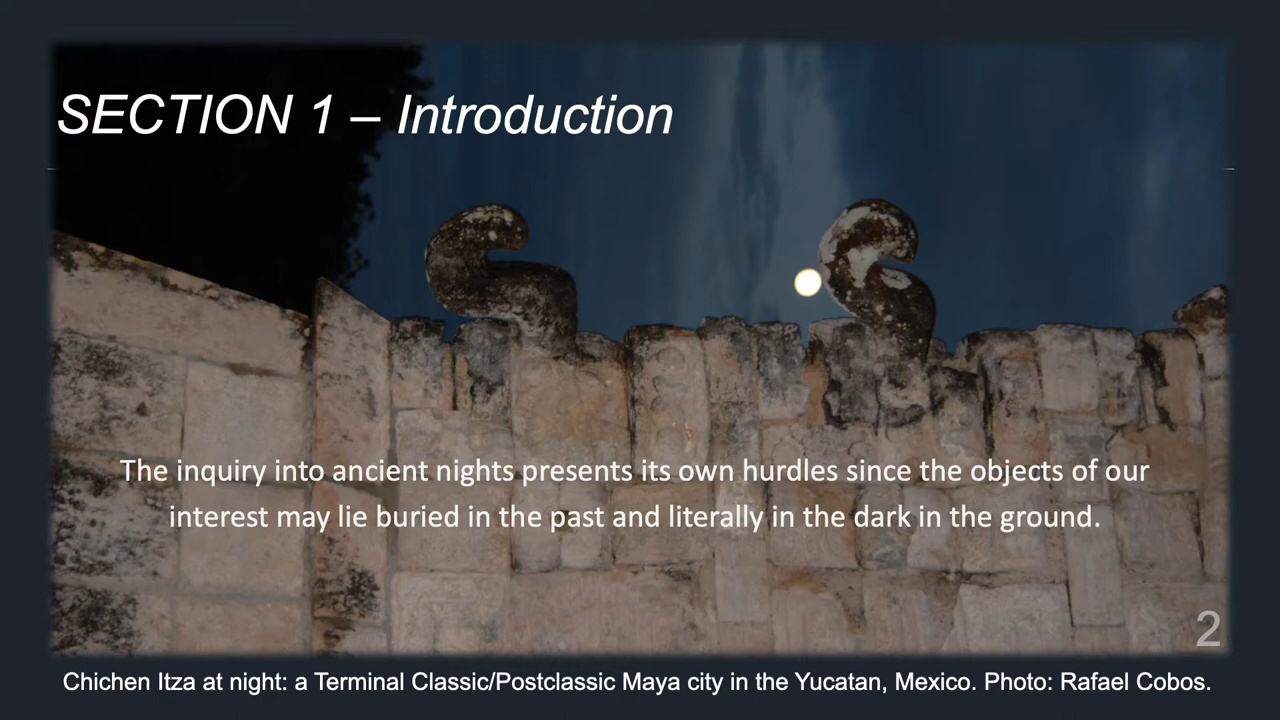 SECTION 1 – Introduction
The inquiry into ancient nights presents its own hurdles since the objects of our
interest may lie buried in the past and literally in the dark in the ground.
2
Chichen Itza at night: a Terminal Classic/Postclassic Maya city in the Yucatan, Mexico. Photo: Rafael Cobos.